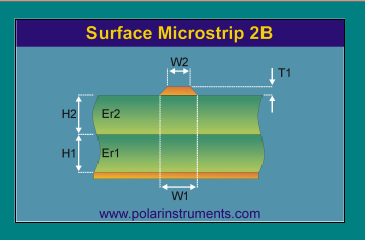 Surface Microstrip 2B
W2
T1
H2
Er2
H1
Er1
W1
www.polarinstruments.com